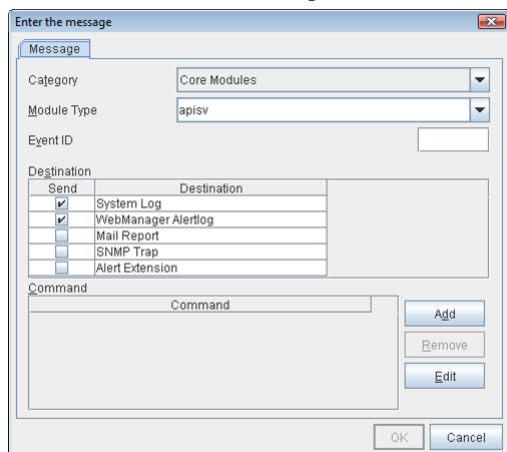 Enter the message
Message
Category Core Modules
Module Type apisv
Event ID
Destination
Send Destination
System Log
WebManager Alertlog
Mail Report
SNMP Trap
Alert Extension
Command
Command
Add
Remove
Edit
OK Cancel